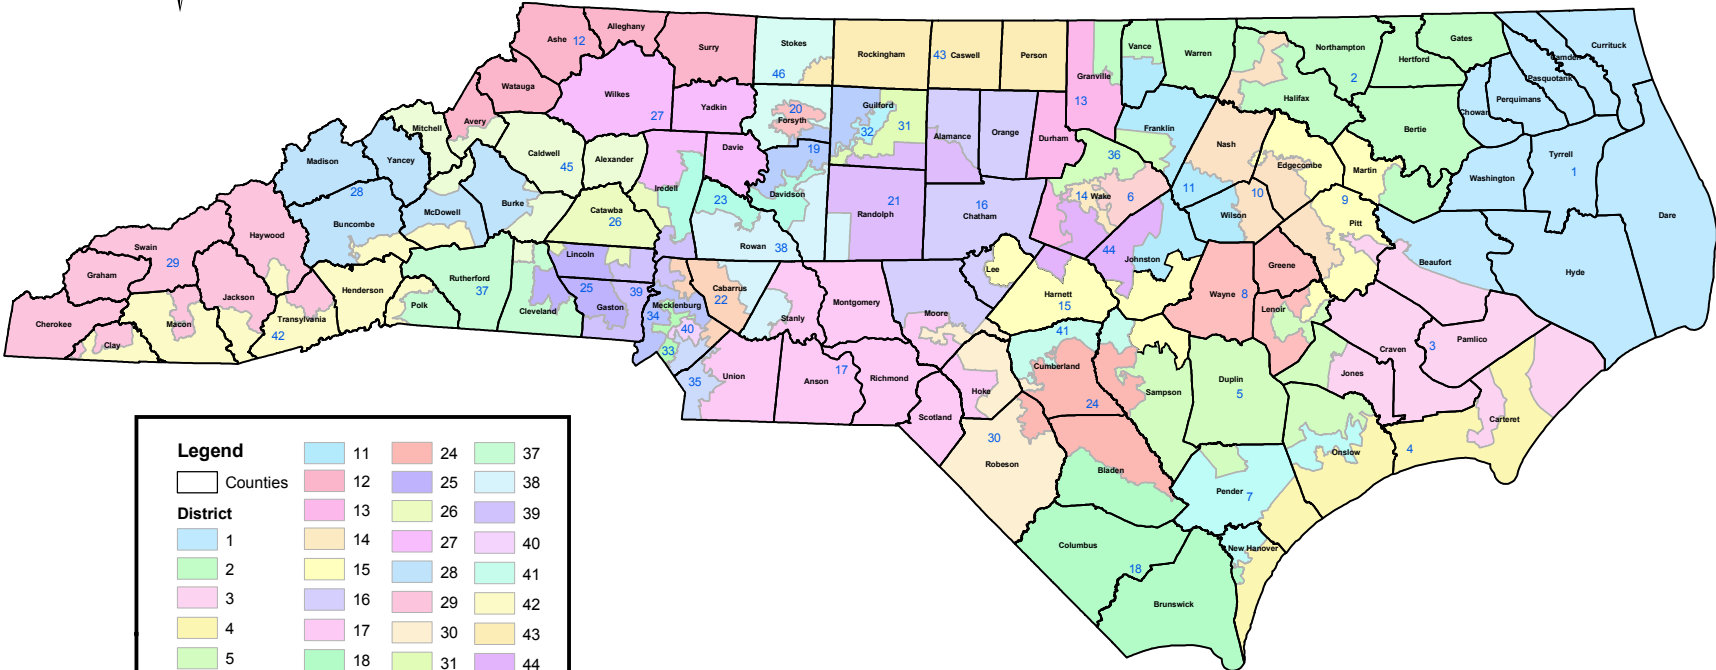 Ashe 12
Alleghany
Surry
Stokes
46
Rockingham
43 Caswell
Person
Granville
13
Vance
Warren
Northampton
2
Halifax
Hertford
Gates
Currituck
Camden
Pasquotank
Perquimans
Chowan
Bertie
Watauga
Wilkes
27
Yadkin
20
Forsyth
Guilford
32
31
Alamance
Orange
Durham
Franklin
Nash
Edgecombe
Martin
Washington
Tyrrell
1
Dare
Mitchell
Avery
Madison
Yancey
28
Caldwell
45
Alexander
Davie
19
Iredell
Davidson
36
14 Wake
6
11
10
Wilson
9
Pitt
Buncombe
McDowell
Burke
Catawba
26
23
Rowan 38
Randolph
21
16
Chatham
Swain
29
Haywood
Graham
Jackson
Henderson
Rutherford
37
Polk
Lincoln
25
39
Gaston
Cleveland
Mecklenburg
34
40
33
Cabarrus
22
Stanly
Montgomery
Moore
Lee
44
Johnston
Harnett
15
Wayne 8
Greene
Lenoir
Beaufort
Hyde
Cherokee
Clay
Macon
Transylvania
42
35
Union
Anson
17
Richmond
Scotland
Hoke
41
Cumberland
24
Sampson
Duplin
5
Jones
Craven
3
Pamlico
Carteret
4
Onslow
30
Robeson
Bladen
Pender 7
New Hanover
Columbus
18
Brunswick
Legend
Counties
District
1
2
3
4
5
11
12
13
14
15
16
17
18
24
25
26
27
28
29
30
31
37
38
39
40
41
42
43
44